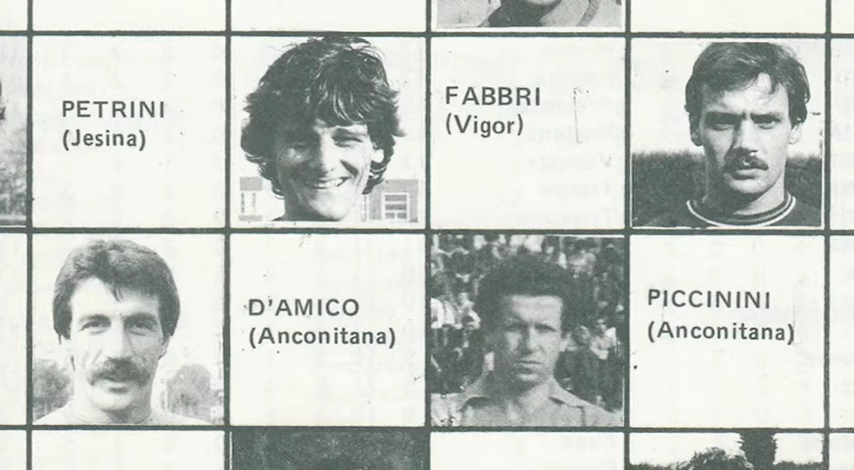 PETRINI
(Jesina)
FABBRI
(Vigor)
D'AMICO
(Anconitana)
PICCININI
(Anconitana)